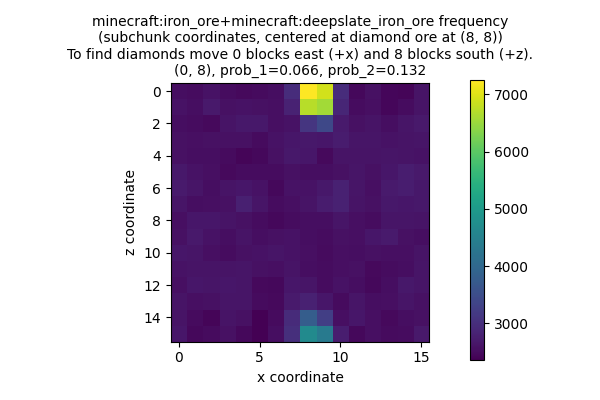 minecraft:iron_ore+minecraft:deepslate_iron_ore frequency
(subchunk coordinates, centered at diamond ore at (8, 8))
To find diamonds move 0 blocks east (+x) and 8 blocks south (+z).
(0, 8), prob_1=0.066, prob_2=0.132
0
2
4
6
8
10
12
14
z coordinate
0
5
10
15
x coordinate
7000
6000
5000
4000
3000